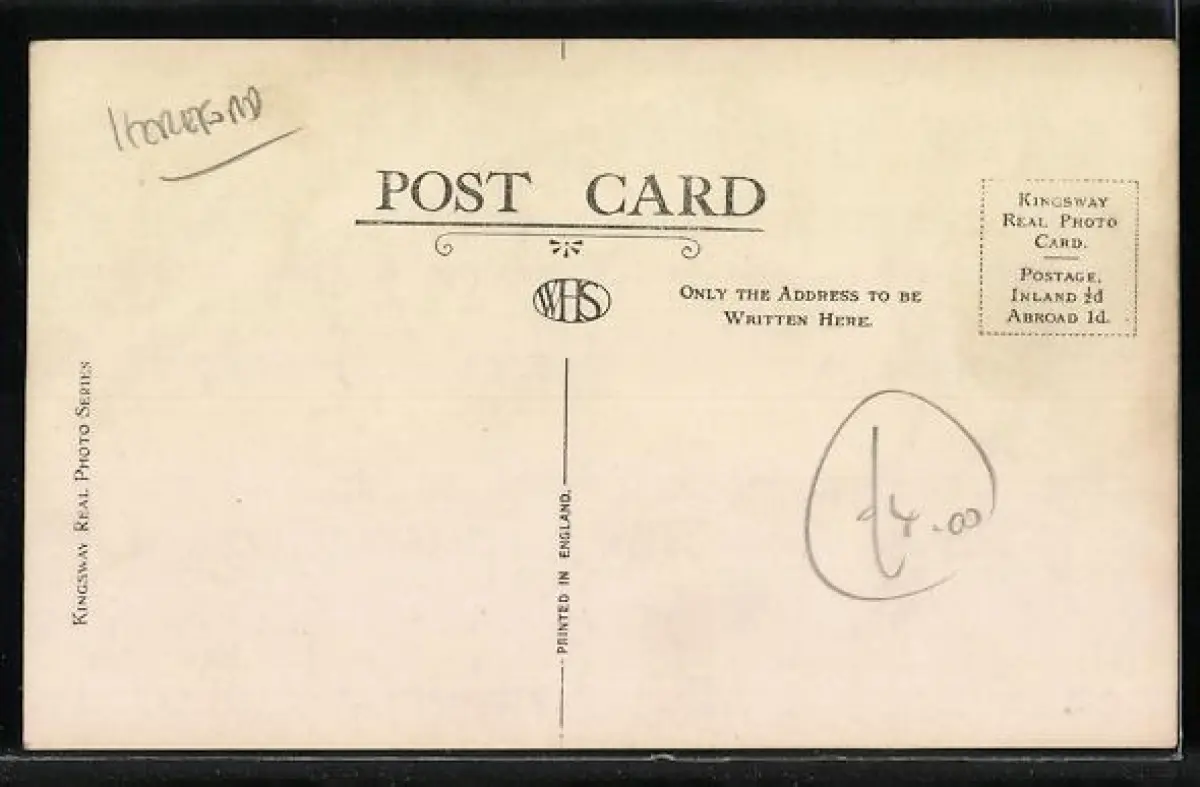 HEREFORD
POST CARD
WHS
ONLY THE ADDRESS TO BE
WRITTEN HERE.
KINGSWAY
REAL PHOTO
CARD.
POSTAGE,
INLAND ½d
ABROAD 1d.
KINGSWAY REAL PHOTO SERIES
PRINTED IN ENGLAND.
£4.00